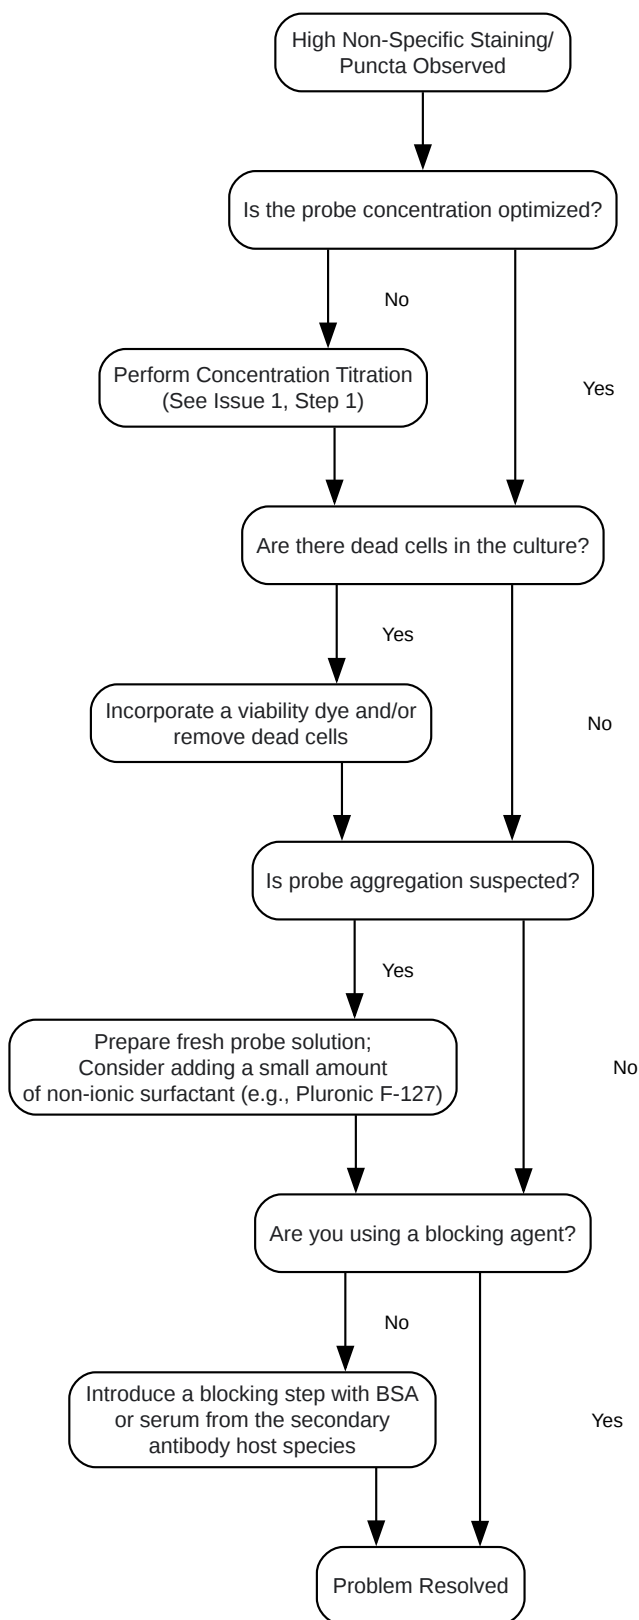 High Non-Specific Staining/
Puncta Observed
Is the probe concentration optimized?
No
Perform Concentration Titration
(See Issue 1, Step 1)
Yes
Are there dead cells in the culture?
Yes
Incorporate a viability dye and/or
remove dead cells
No
Is probe aggregation suspected?
Yes
Prepare fresh probe solution;
Consider adding a small amount
of non-ionic surfactant (e.g., Pluronic F-127)
No
Are you using a blocking agent?
No
Introduce a blocking step with BSA
or serum from the secondary
antibody host species
Yes
Problem Resolved